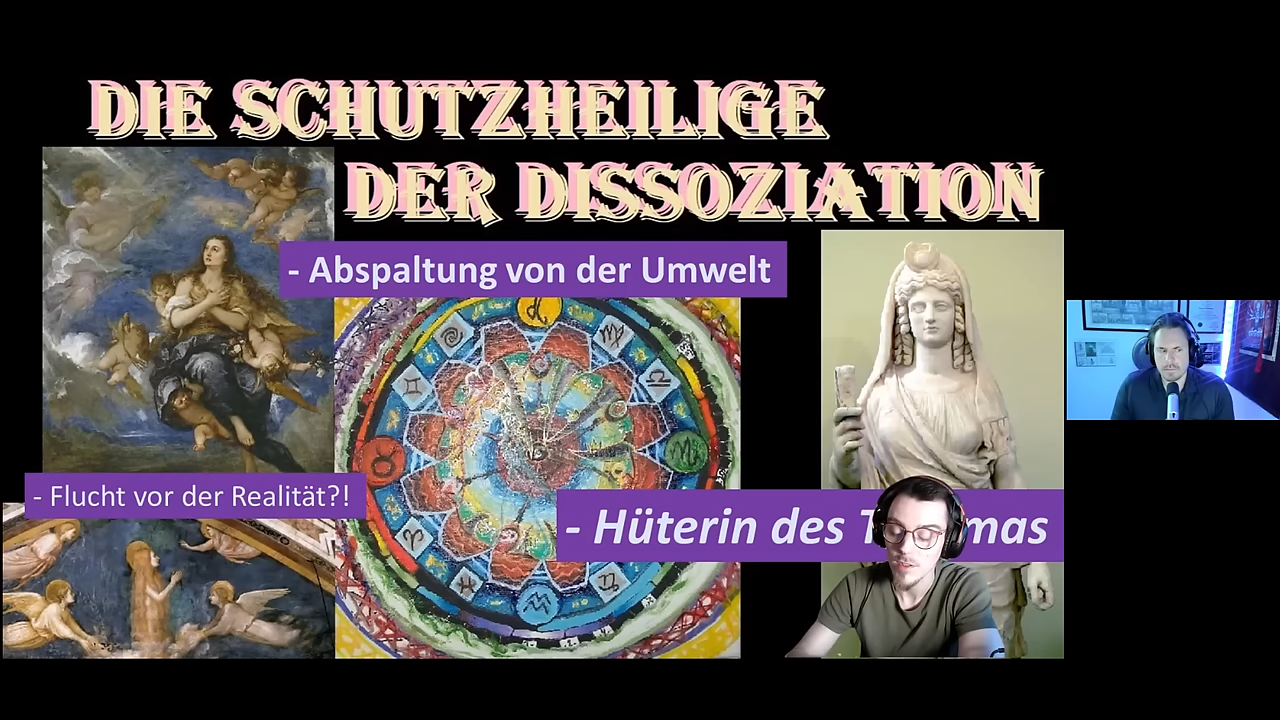 DIE SCHUTZHEILIGE
DER DISSOZIATION
- Abspaltung von der Umwelt
- Flucht vor der Realität?!
- Hüterin des